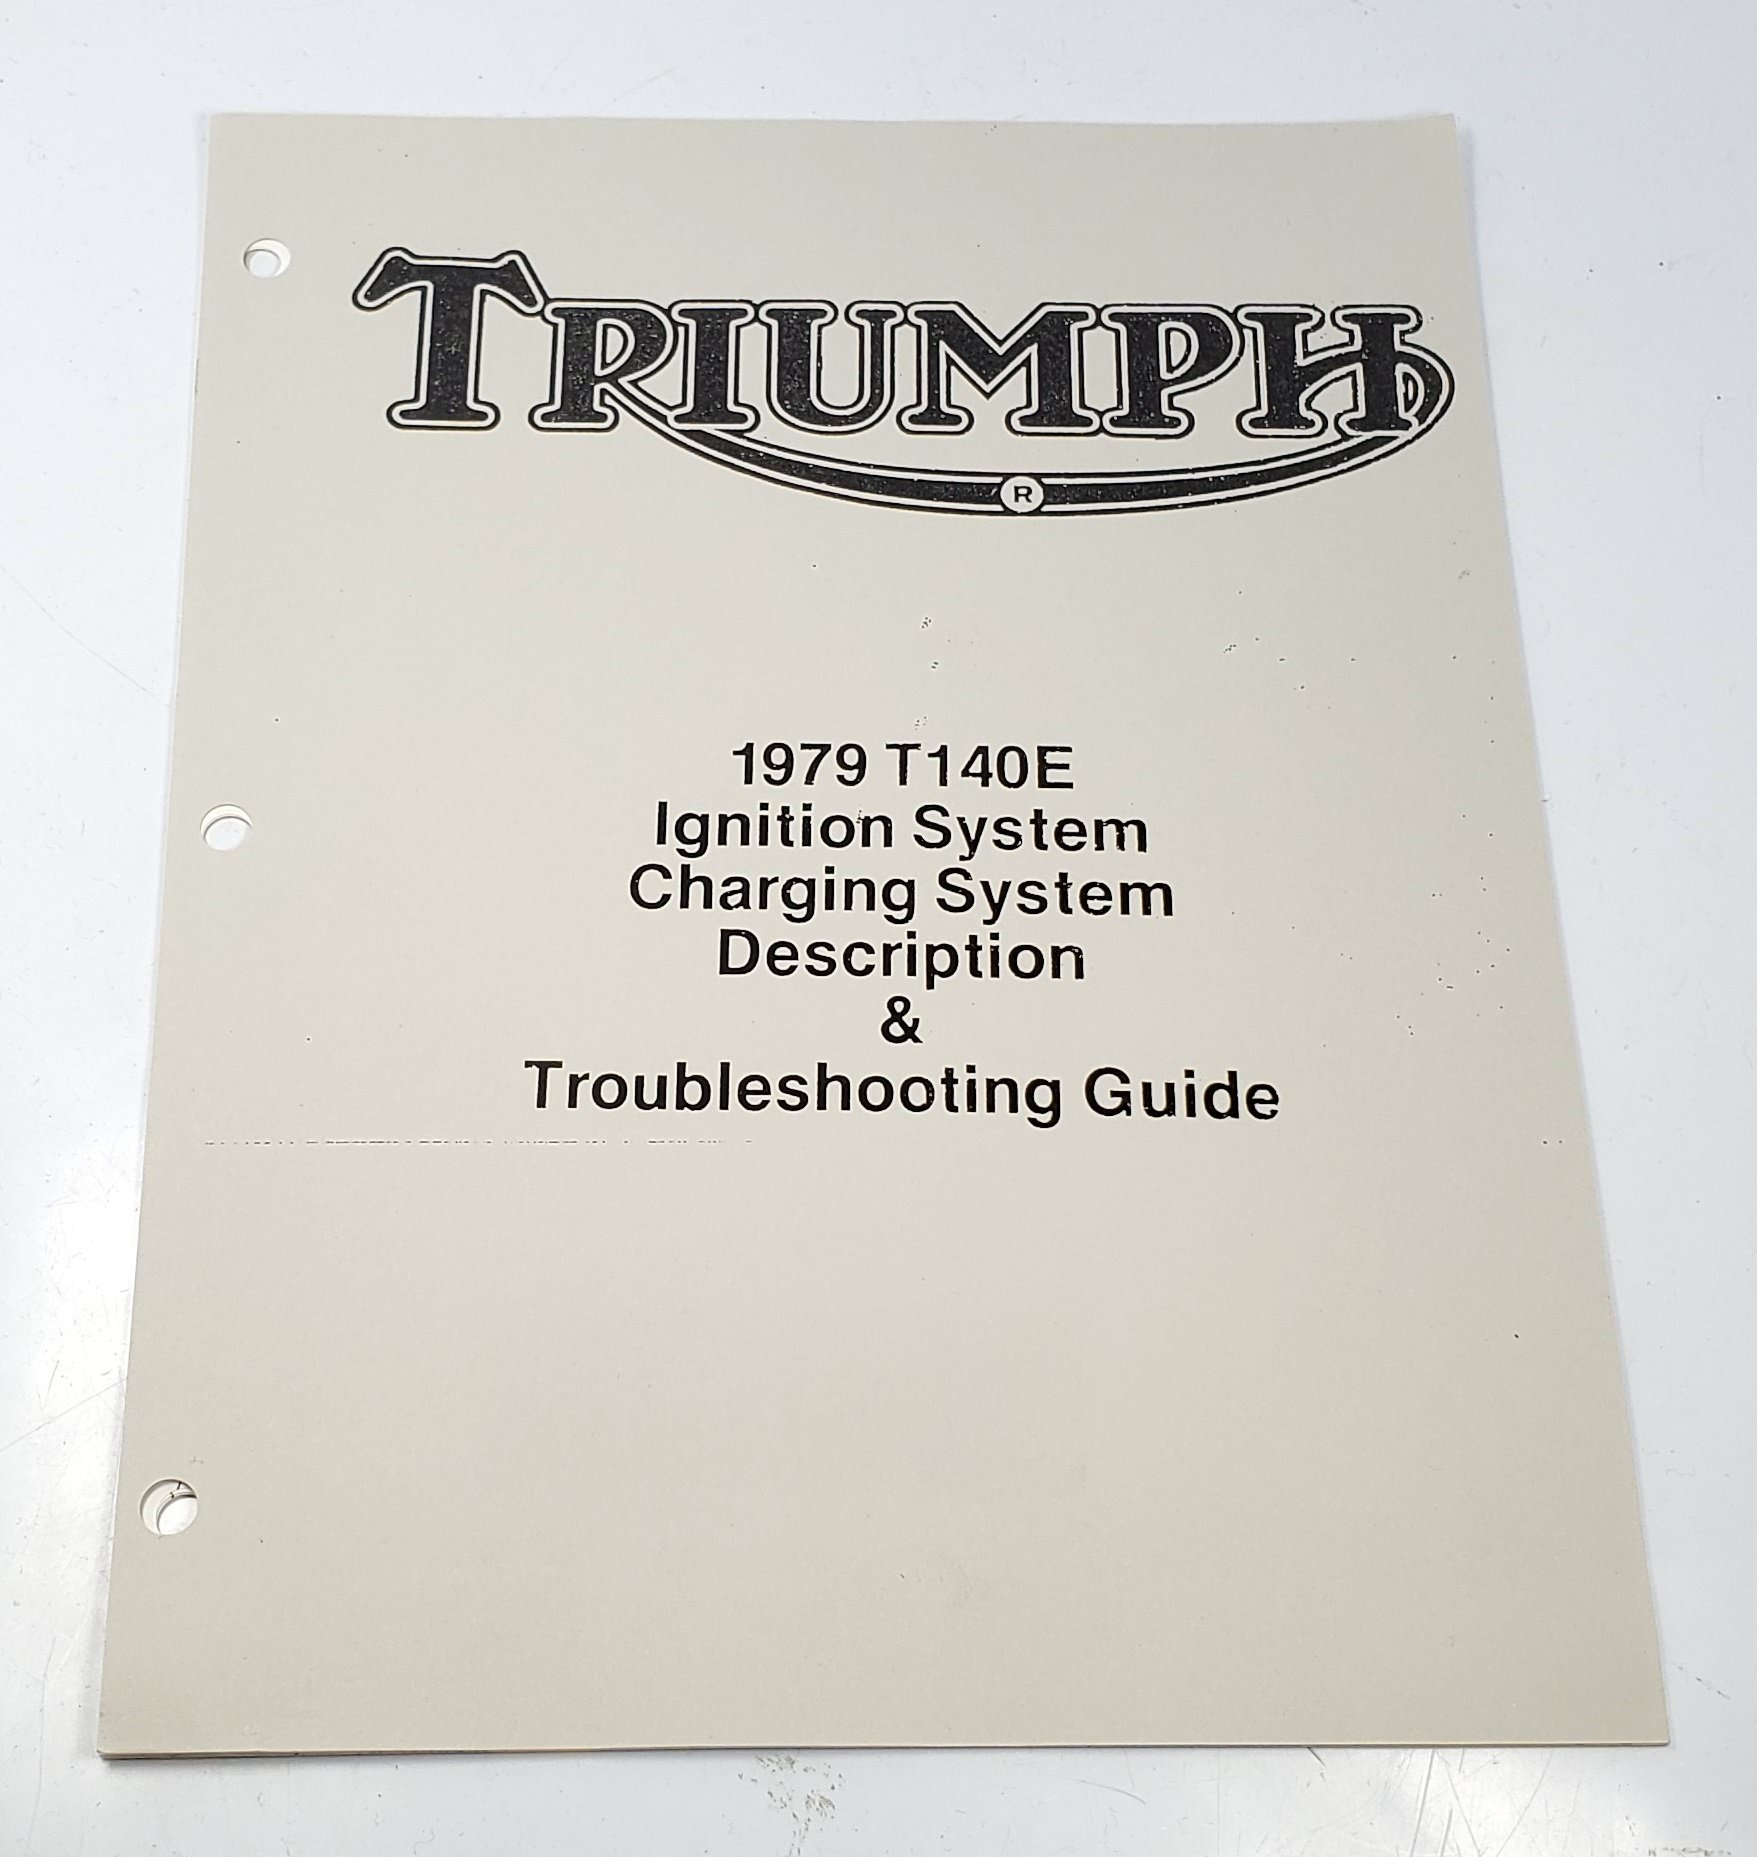 TRIUMPH
R
1979 T140E
Ignition System
Charging System
Description
&
Troubleshooting Guide